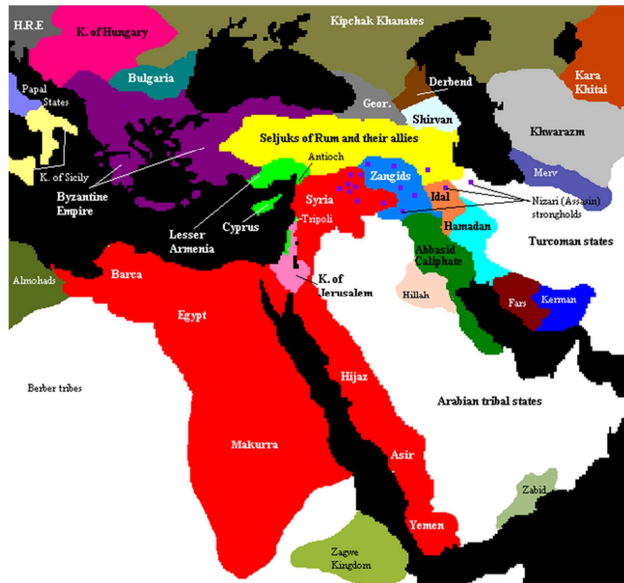 H.R.E
K. of Hungary
Kipchak Khanates
Kara
Khitai
Bulgaria
Papal
States
Derbend
Geor.
Shirvan
Khwarazm
Seljuks of Rum and their allies
K. of Sicily
Antioch
Merv
Byzantine
Empire
Zangids
Syria
Idal
Nizari (Assasin)
strongholds
Lesser
Armenia
Cyprus
Tripoli
Hamadan
Turcoman states
Abbasid
Caliphate
Almohads
Barca
K. of
Jerusalem
Hillah
Fars
Kerman
Egypt
Hijaz
Berber tribes
Arabian tribal states
Makurra
Asir
Zabid
Yemen
Zagwe
Kingdom